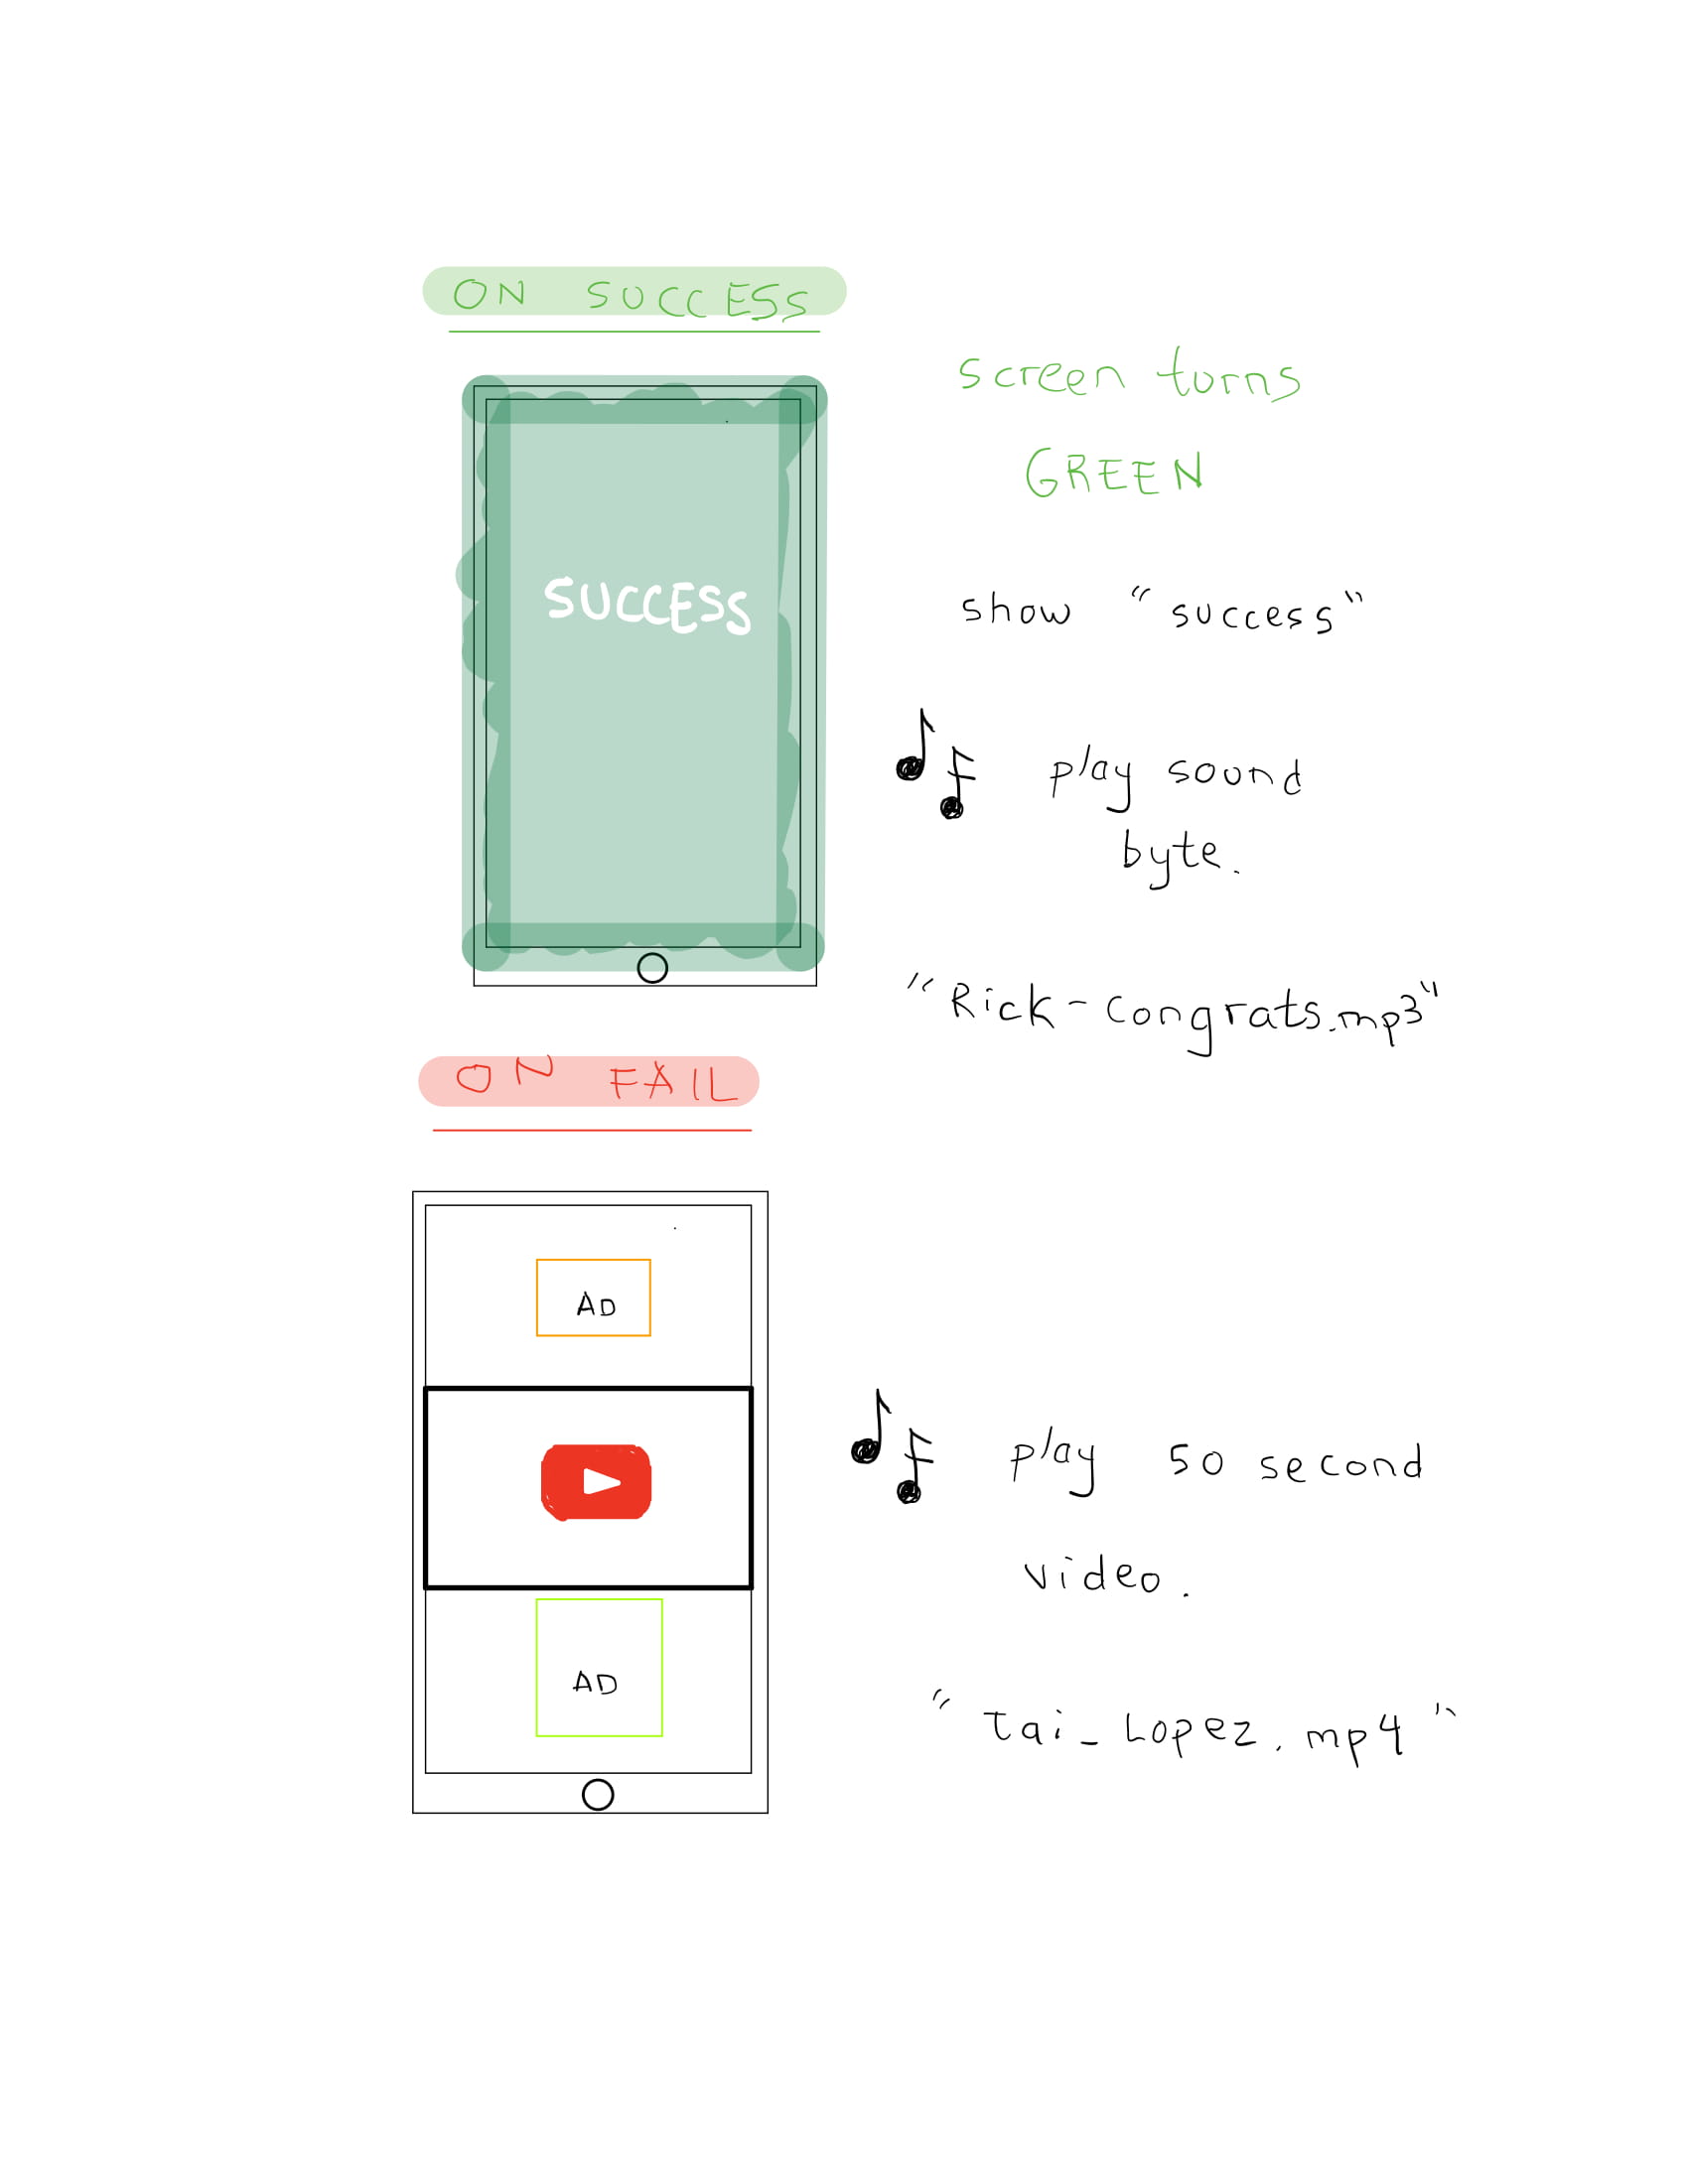 ON SUCCESS
screen turns
GREEN
SUCCESS
show "success"
play sound
byte.
"Rick-congrats.mp3"
ON FAIL
AD
play 50 second
video.
AD
"tai_Lopez.mp4"